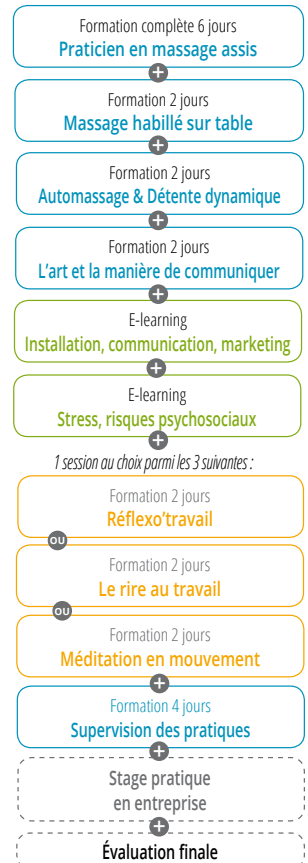 Formation complète 6 jours
Praticien en massage assis
+
Formation 2 jours
Massage habillé sur table
+
Formation 2 jours
Automassage & Détente dynamique
+
Formation 2 jours
L'art et la manière de communiquer
+
E-learning
Installation, communication, marketing
+
E-learning
Stress, risques psychosociaux
+
1 session au choix parmi les 3 suivantes :
Formation 2 jours
Réflexo'travail
OU
Formation 2 jours
Le rire au travail
OU
Formation 2 jours
Méditation en mouvement
+
Formation 4 jours
Supervision des pratiques
+
Stage pratique
en entreprise
+
Évaluation finale